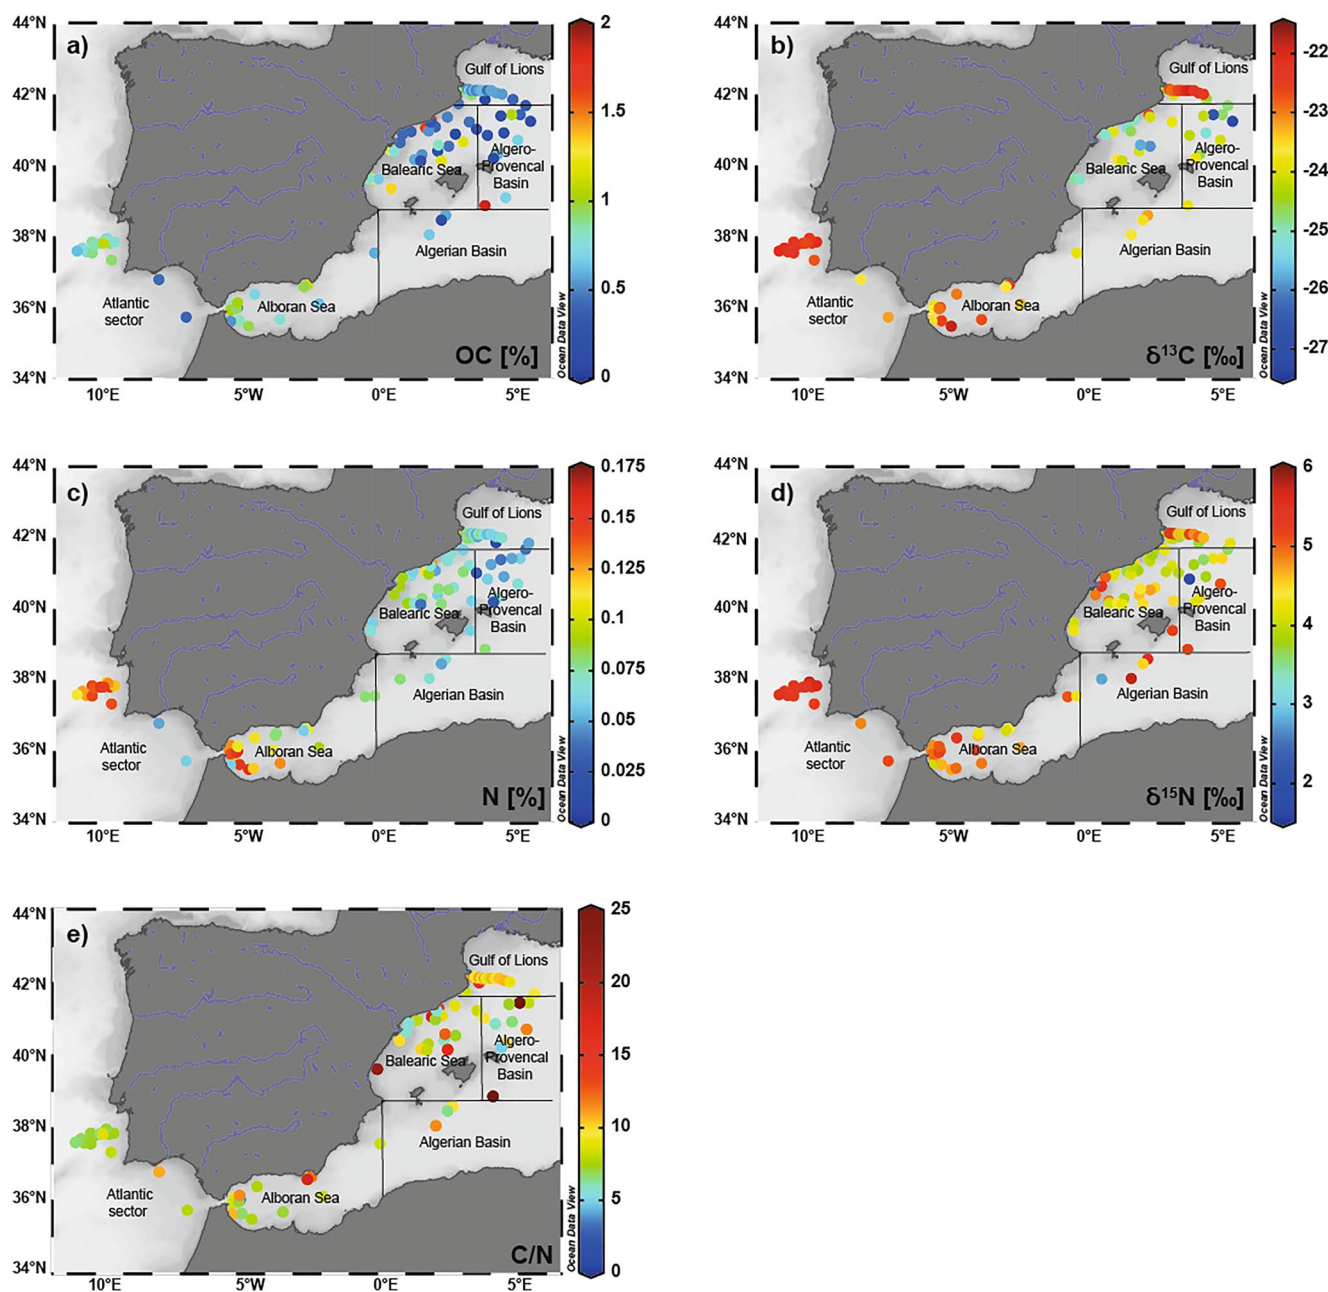 a)
44°N
42°N
40°N
38°N
36°N
34°N
Gulf of Lions
Balearic Sea
Algero-
Provencal
Basin
Algerian Basin
Atlantic
sector
Alboran Sea
OC [%]
10°E
5°W
0°E
5°E
Ocean Data View
2
1.5
1
0.5
0
b)
44°N
42°N
40°N
38°N
36°N
34°N
Gulf of Lions
Balearic Sea
Algero-
Provencal
Basin
Algerian Basin
Atlantic
sector
Alboran Sea
δ¹³C [‰]
10°E
5°W
0°E
5°E
Ocean Data View
-22
-23
-24
-25
-26
-27
c)
44°N
42°N
40°N
38°N
36°N
34°N
Gulf of Lions
Balearic Sea
Algero-
Provencal
Basin
Algerian Basin
Atlantic
sector
Alboran Sea
N [%]
10°E
5°W
0°E
5°E
Ocean Data View
0.175
0.15
0.125
0.1
0.075
0.05
0.025
0
d)
44°N
42°N
40°N
38°N
36°N
34°N
Gulf of Lions
Balearic Sea
Algero-
Provencal
Basin
Algerian Basin
Atlantic
sector
Alboran Sea
δ¹⁵N [‰]
10°E
5°W
0°E
5°E
Ocean Data View
6
5
4
3
2
e)
44°N
42°N
40°N
38°N
36°N
34°N
Gulf of Lions
Balearic Sea
Algero-
Provencal
Basin
Algerian Basin
Atlantic
sector
Alboran Sea
C/N
10°E
5°W
0°E
5°E
Ocean Data View
25
20
15
10
5
0